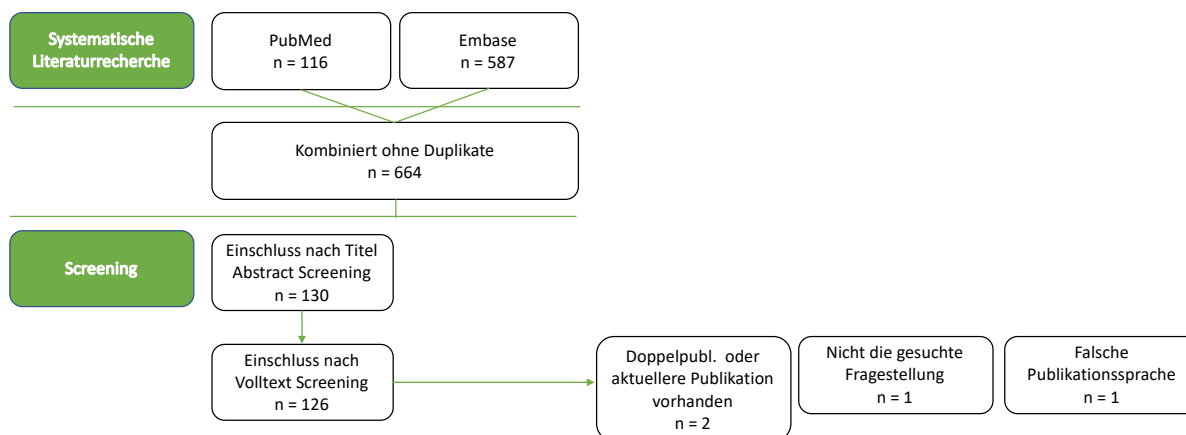 Systematische
Literaturrecherche
PubMed
n = 116
Embase
n = 587
Kombiniert ohne Duplikate
n = 664
Screening
Einschluss nach Titel
Abstract Screening
n = 130
Einschluss nach
Volltext Screening
n = 126
Doppelpubl. oder
aktuellere Publikation
vorhanden
n = 2
Nicht die gesuchte
Fragestellung
n = 1
Falsche
Publikationssprache
n = 1